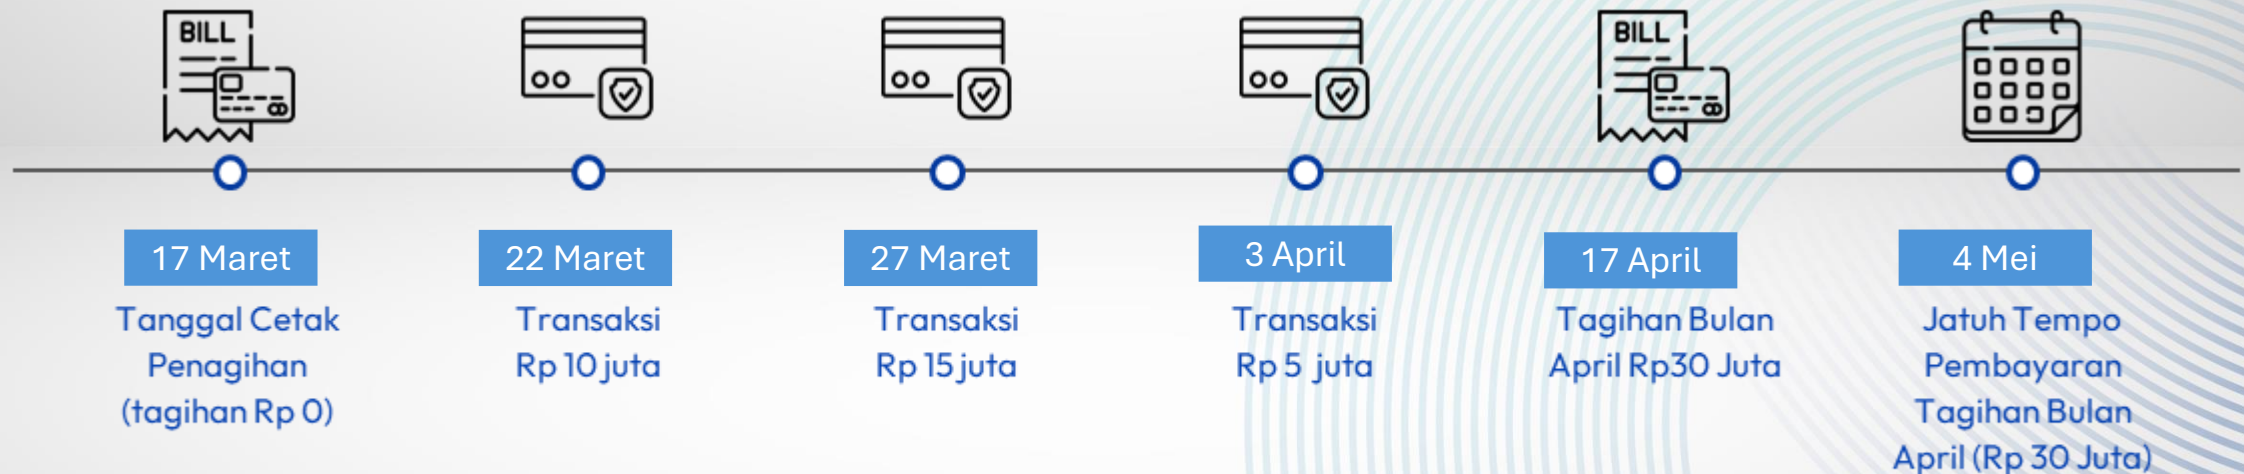 BILL
BILL
17 Maret
22 Maret
27 Maret
3 April
17 April
4 Mei
Tanggal Cetak
Penagihan
(tagihan Rp 0)
Transaksi
Rp 10 juta
Transaksi
Rp 15 juta
Transaksi
Rp 5 juta
Tagihan Bulan
April Rp30 Juta
Jatuh Tempo
Pembayaran
Tagihan Bulan
April (Rp 30 Juta)